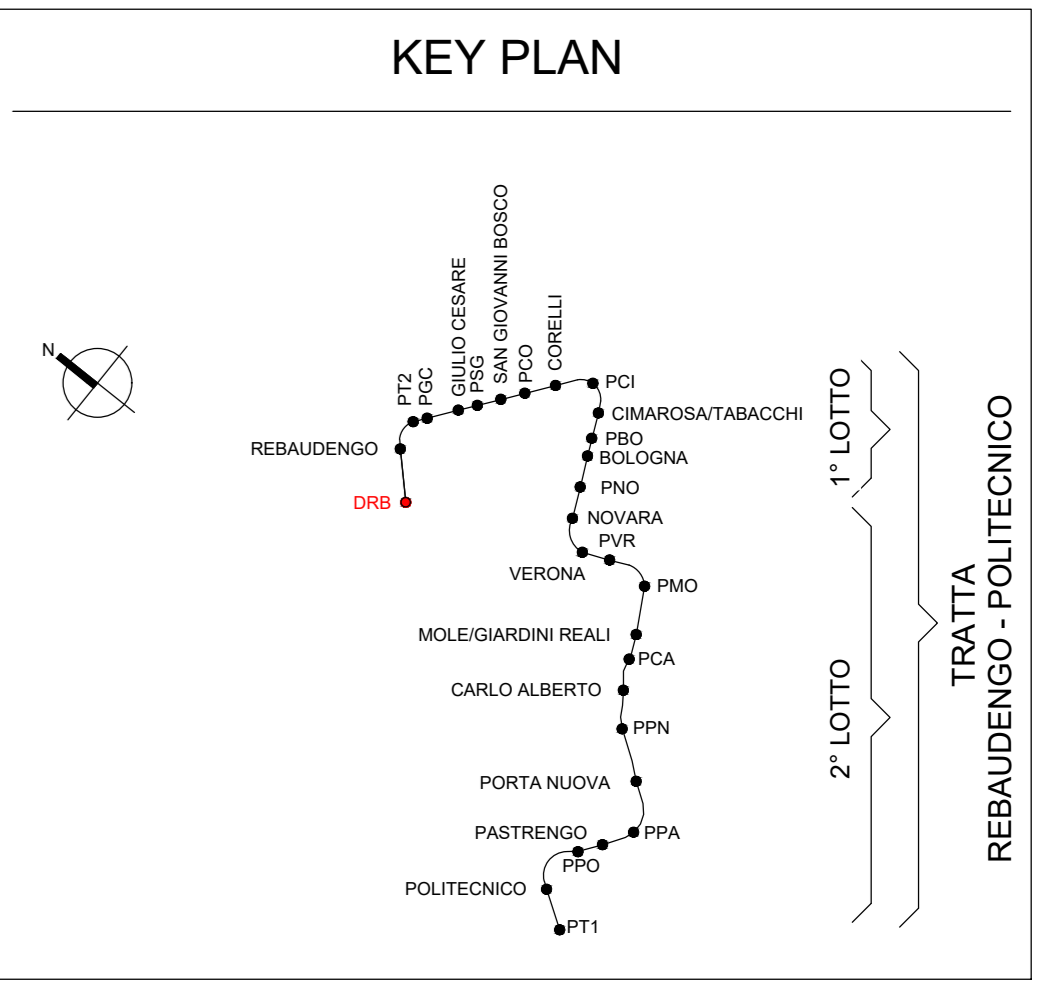 KEY PLAN
N
PT2
PGC
GIULIO CESARE
PSG
SAN GIOVANNI BOSCO
PCO
CORELLI
PCI
CIMAROSA/TABACCHI
REBAUDENGO
PBO
BOLOGNA
DRB
PNO
NOVARA
PVR
VERONA
PMO
MOLE/GIARDINI REALI
PCA
CARLO ALBERTO
PPN
PORTA NUOVA
PASTRENGO
PPA
PPO
POLITECNICO
PT1
1° LOTTO
2° LOTTO
TRATTA
REBAUDENGO - POLITECNICO